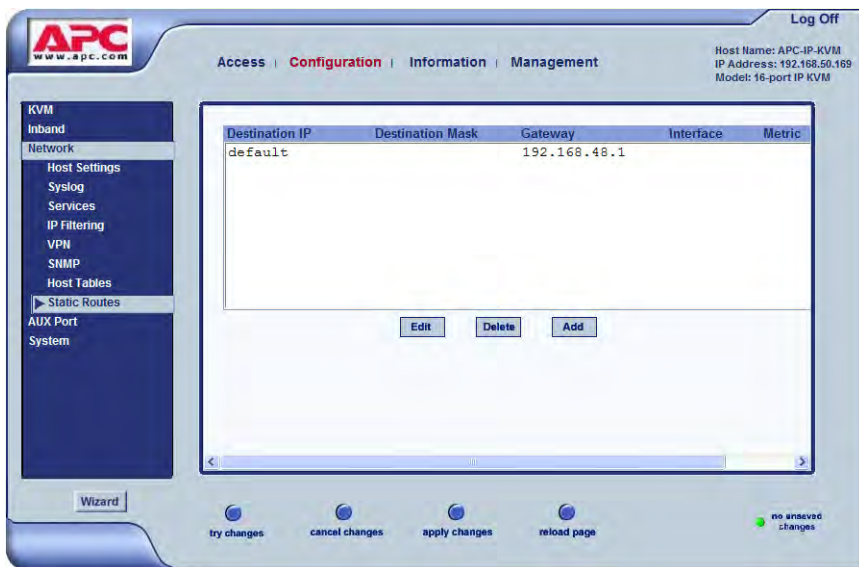 Log Off
APC
www.apc.com
Access
Configuration
Information
Management
Host Name: APC-IP-KVM
IP Address: 192.168.50.169
Model: 16-port IP KVM
KVM
Inband
Network
Host Settings
Syslog
Services
IP Filtering
VPN
SNMP
Host Tables
Static Routes
AUX Port
System
Destination IP Destination Mask Gateway Interface Metric
default 192.168.48.1
Edit Delete Add
Wizard
try changes cancel changes apply changes reload page
no unsaved
changes